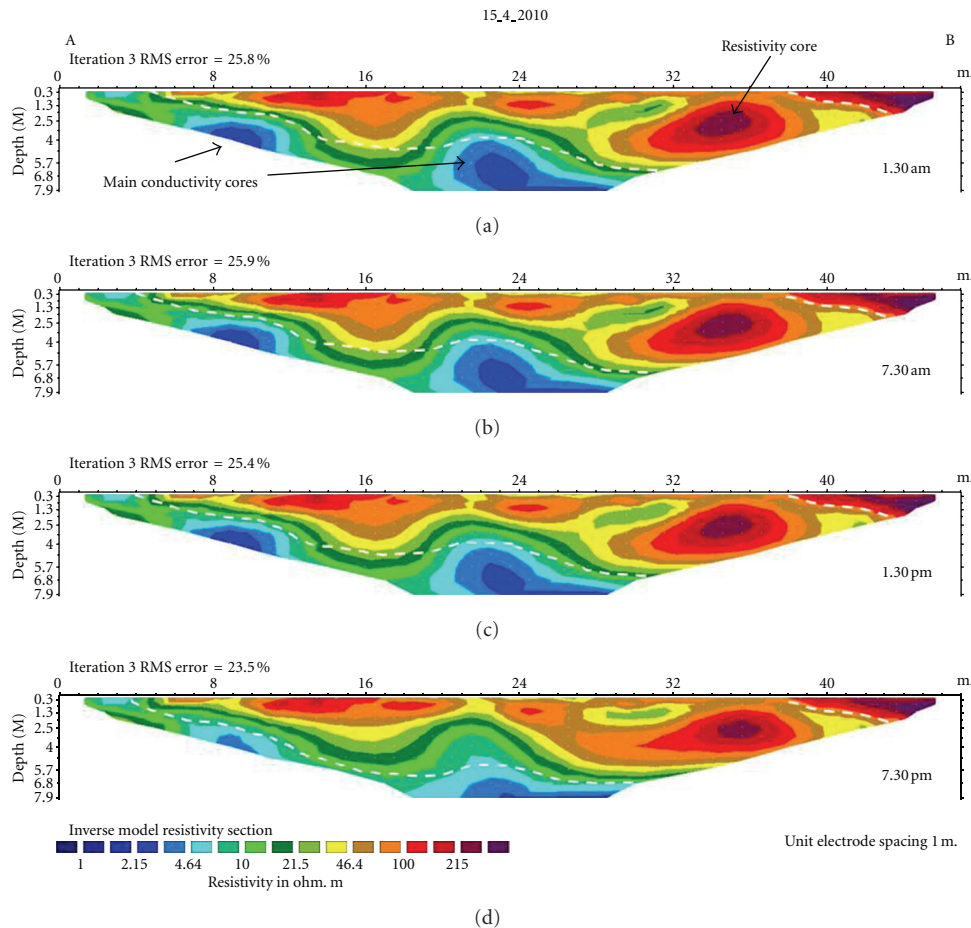 15_4_2010
A
B
Iteration 3 RMS error = 25.8%
Resistivity core
0 8 16 24 32 40 m
Depth (M)
0.3
1.3
2.5
4
5.7
6.8
7.9
Main conductivity cores
1.30 am
(a)
Iteration 3 RMS error = 25.9%
0 8 16 24 32 40 m
Depth (M)
0.3
1.3
2.5
4
5.7
6.8
7.9
7.30 am
(b)
Iteration 3 RMS error = 25.4%
0 8 16 24 32 40 m
Depth (M)
0.3
1.3
2.5
4
5.7
6.8
7.9
1.30 pm
(c)
Iteration 3 RMS error = 23.5%
0 8 16 24 32 40 m
Depth (M)
0.3
1.3
2.5
4
5.7
6.8
7.9
7.30 pm
Inverse model resistivity section
Unit electrode spacing 1 m.
1 2.15 4.64 10 21.5 46.4 100 215
Resistivity in ohm. m
(d)